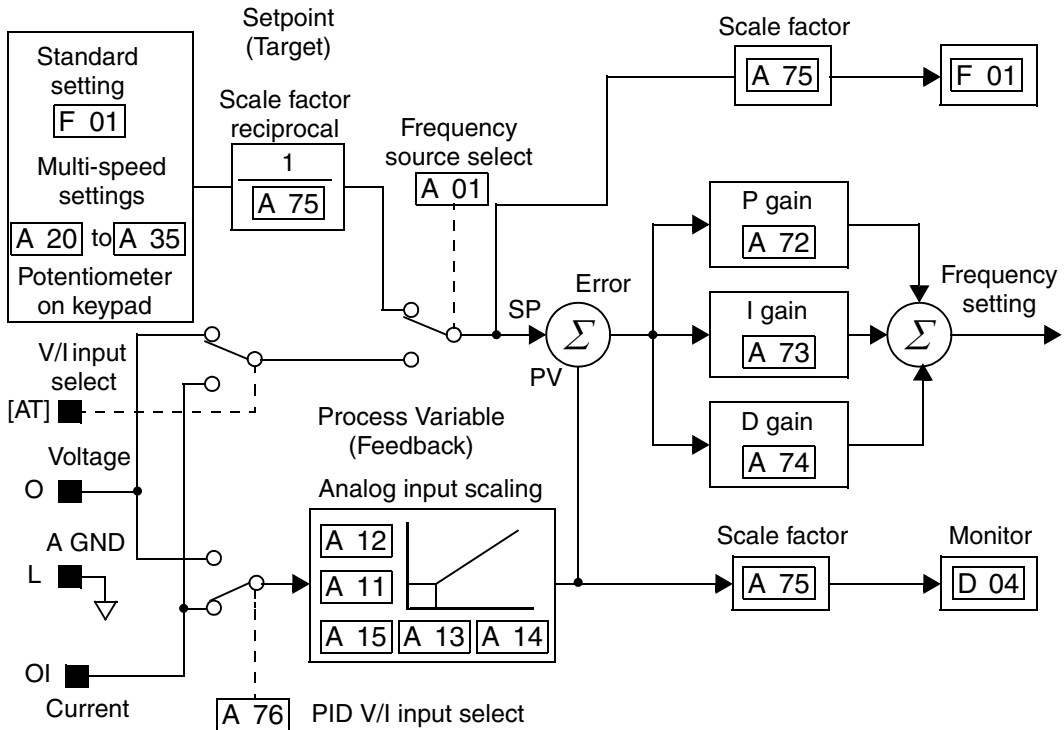 Setpoint
(Target)
Standard
setting
F 01
Multi-speed
settings
A 20 to A 35
Potentiometer
on keypad
Scale factor
reciprocal
1
A 75
Frequency
source select
A 01
Scale factor
A 75
F 01
P gain
A 72
I gain
A 73
D gain
A 74
SP
Error
Σ
PV
Σ
Frequency
setting
V/I input
select
[AT]
Voltage
O
A GND
L
OI
Current
Process Variable
(Feedback)
Analog input scaling
A 12
A 11
A 15 A 13 A 14
Scale factor
A 75
Monitor
D 04
A 76 PID V/I input select